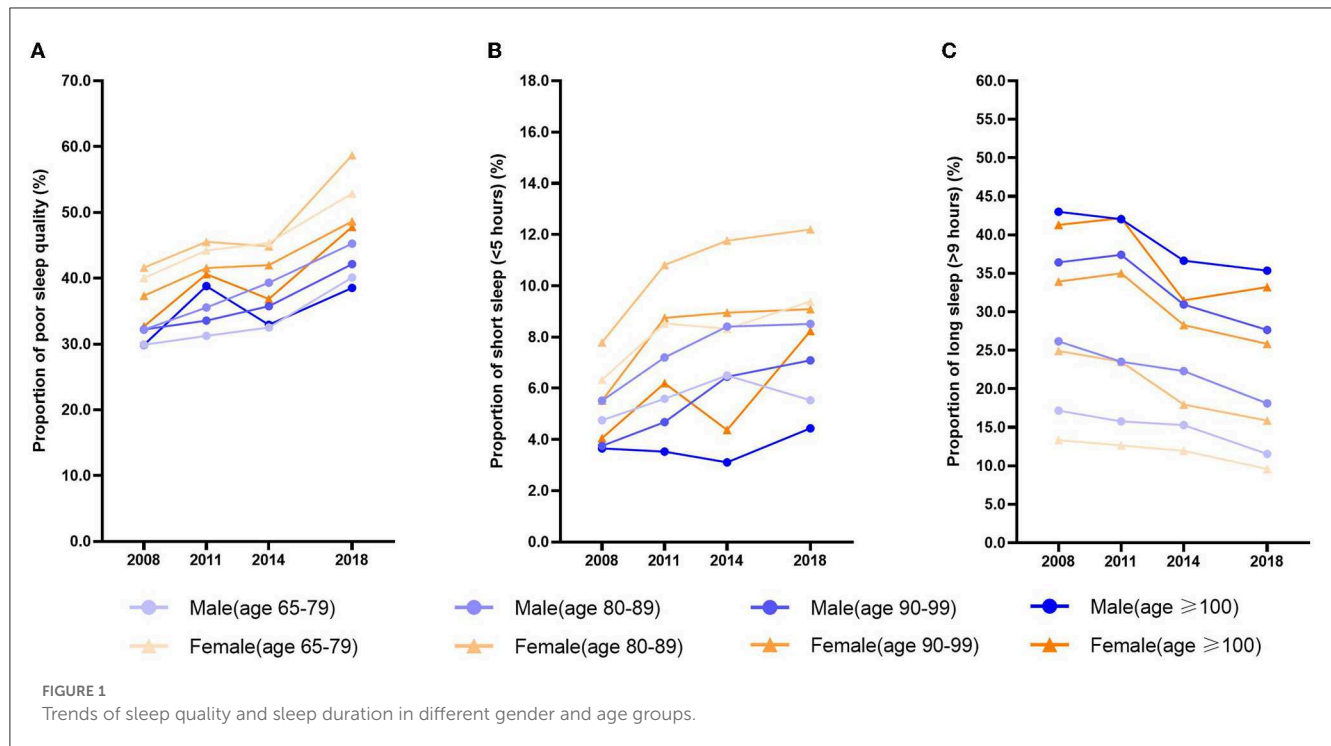 A
Proportion of poor sleep quality (%)
70.0
60.0
50.0
40.0
30.0
20.0
10.0
0.0
2008 2011 2014 2018
B
Proportion of short sleep (<5 hours) (%)
18.0
16.0
14.0
12.0
10.0
8.0
6.0
4.0
2.0
0.0
2008 2011 2014 2018
C
Proportion of long sleep (>9 hours) (%)
60.0
55.0
50.0
45.0
40.0
35.0
30.0
25.0
20.0
15.0
10.0
5.0
0.0
2008 2011 2014 2018
Male(age 65-79) Male(age 80-89) Male(age 90-99) Male(age ≥100)
Female(age 65-79) Female(age 80-89) Female(age 90-99) Female(age ≥100)
FIGURE 1
Trends of sleep quality and sleep duration in different gender and age groups.